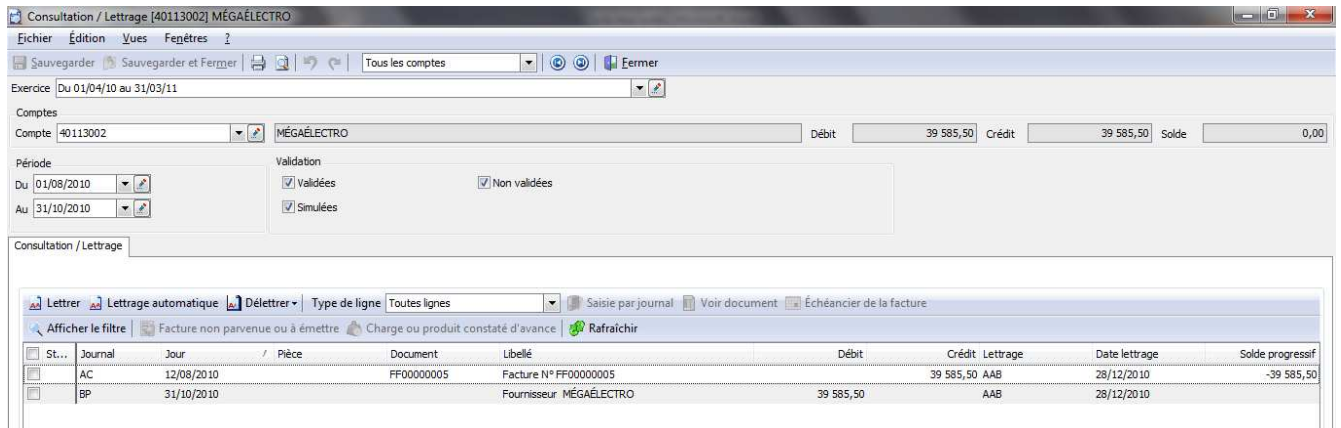 Consultation / Lettrage [40113002] MÉGAÉLECTRO
Fichier Édition Vues Fenêtres ?
Sauvegarder Sauvegarder et Fermer Tous les comptes Fermer
Exercice Du 01/04/10 au 31/03/11
Comptes
Compte 40113002 MÉGAÉLECTRO Débit 39 585,50 Crédit 39 585,50 Solde 0,00
Période Validation
Du 01/08/2010 Validées Non validées
Au 31/10/2010 Simulées
Consultation / Lettrage
Lettrer Lettrage automatique Délettrer Type de ligne Toutes lignes Saisie par journal Voir document Échéancier de la facture
Afficher le filtre Facture non parvenue ou à émettre Charge ou produit constaté d'avance Rafraîchir
St... Journal Jour / Pièce Document Libellé Débit Crédit Lettrage Date lettrage Solde progressif
AC 12/08/2010 FF00000005 Facture N° FF00000005 39 585,50 AAB 28/12/2010 -39 585,50
BP 31/10/2010 Fournisseur MÉGAÉLECTRO 39 585,50 AAB 28/12/2010